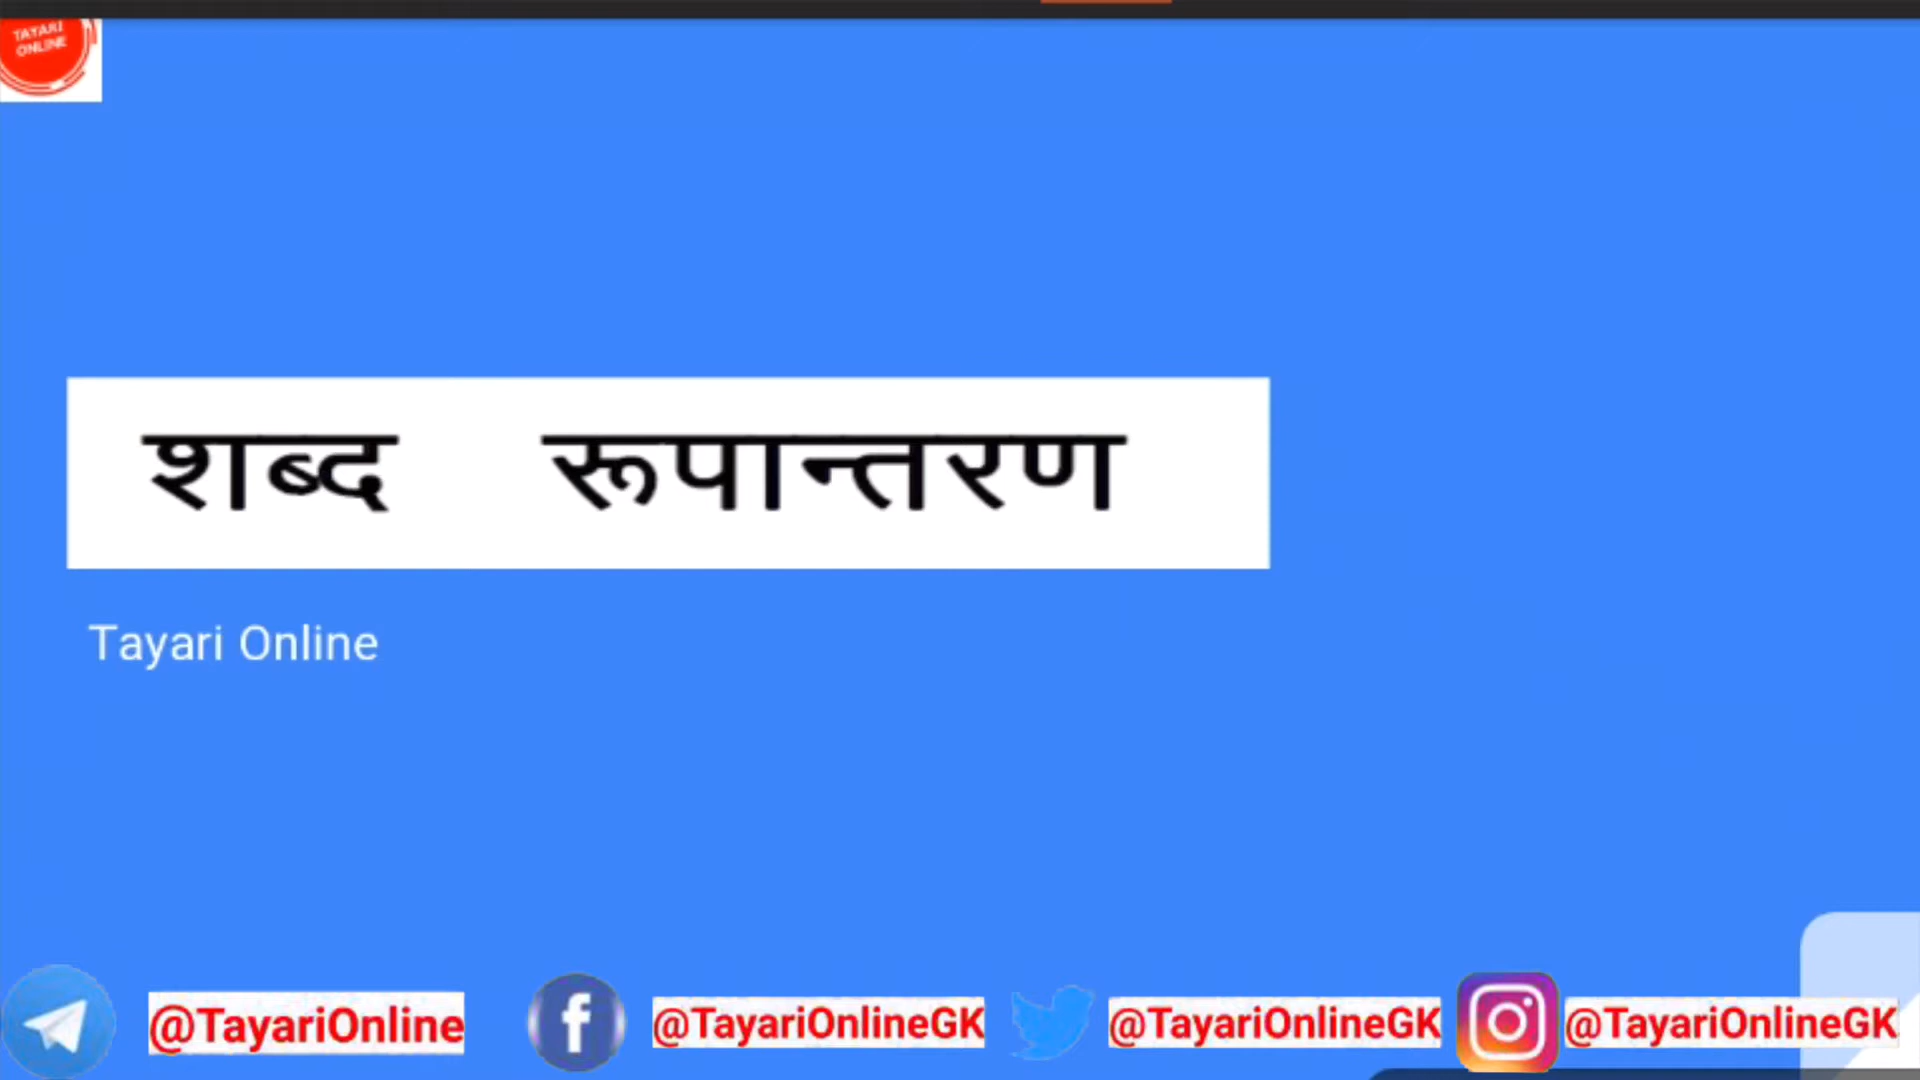 TAYARI
ONLINE
शब्द रूपान्तरण
Tayari Online
@TayariOnline @TayariOnlineGK @TayariOnlineGK @TayariOnlineGK